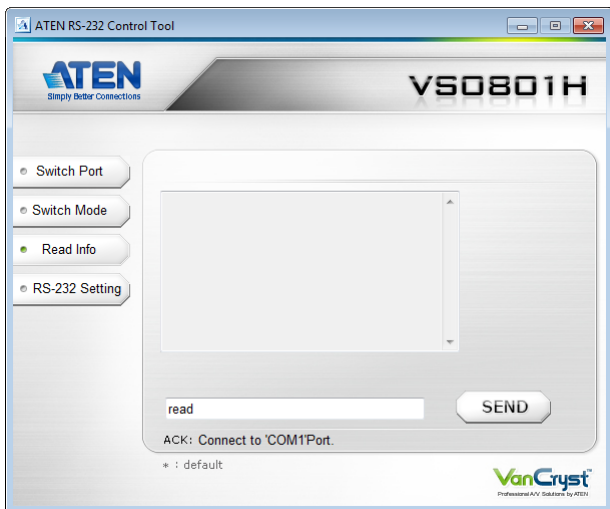 ATEN RS-232 Control Tool
ATEN
Simply Better Connections
VS0801H
Switch Port
Switch Mode
Read Info
RS-232 Setting
read
SEND
ACK: Connect to 'COM1'Port.
* : default
VanCryst™
Professional A/V Solutions by ATEN